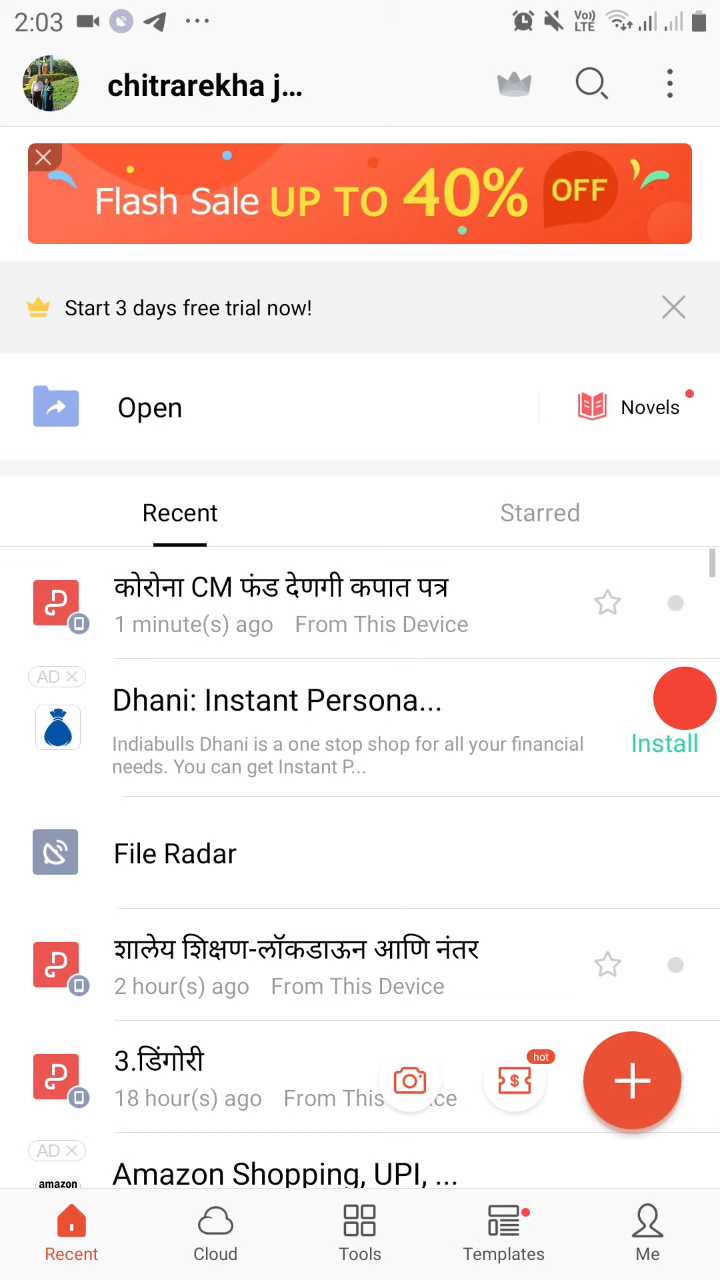 2:03
Vo))
LTE
chitrarekha j...
Flash Sale UP TO 40% OFF
Start 3 days free trial now!
Open
Novels
Recent
Starred
कोरोना CM फंड देणगी कपात पत्र
1 minute(s) ago From This Device
AD
Dhani: Instant Persona...
Indiabulls Dhani is a one stop shop for all your financial
needs. You can get Instant P...
Install
File Radar
शालेय शिक्षण-लॉकडाऊन आणि नंतर
2 hour(s) ago From This Device
3.डिंगोरी
hot
18 hour(s) ago From This ce
AD
Amazon Shopping, UPI, ...
amazon
Recent
Cloud
Tools
Templates
Me